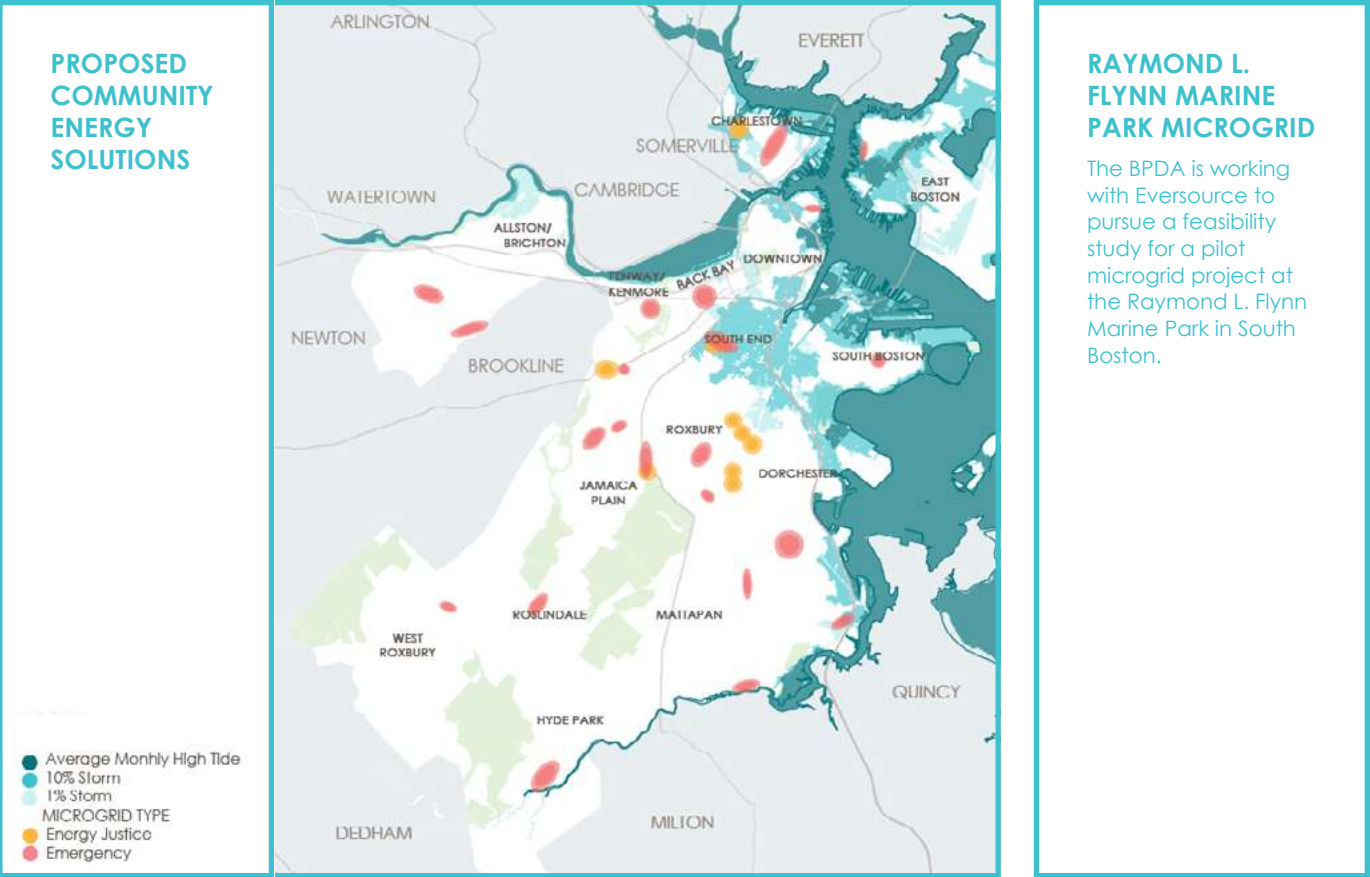 PROPOSED
COMMUNITY
ENERGY
SOLUTIONS
Average Monhly High Tide
10% Storm
1% Storm
MICROGRID TYPE
Energy Justice
Emergency
ARLINGTON
EVERETT
CHARLESTOWN
SOMERVILLE
EAST
BOSTON
WATERTOWN
CAMBRIDGE
ALLSTON/
BRIGHTON
DOWNTOWN
FENWAY/
KENMORE
BACK BAY
NEWTON
SOUTH END
BROOKLINE
SOUTH BOSTON
ROXBURY
DORCHESTER
JAMAICA
PLAIN
ROSLINDALE
MATTAPAN
WEST
ROXBURY
QUINCY
HYDE PARK
DEDHAM
MILTON
RAYMOND L.
FLYNN MARINE
PARK MICROGRID
The BPDA is working
with Eversource to
pursue a feasibility
study for a pilot
microgrid project at
the Raymond L. Flynn
Marine Park in South
Boston.